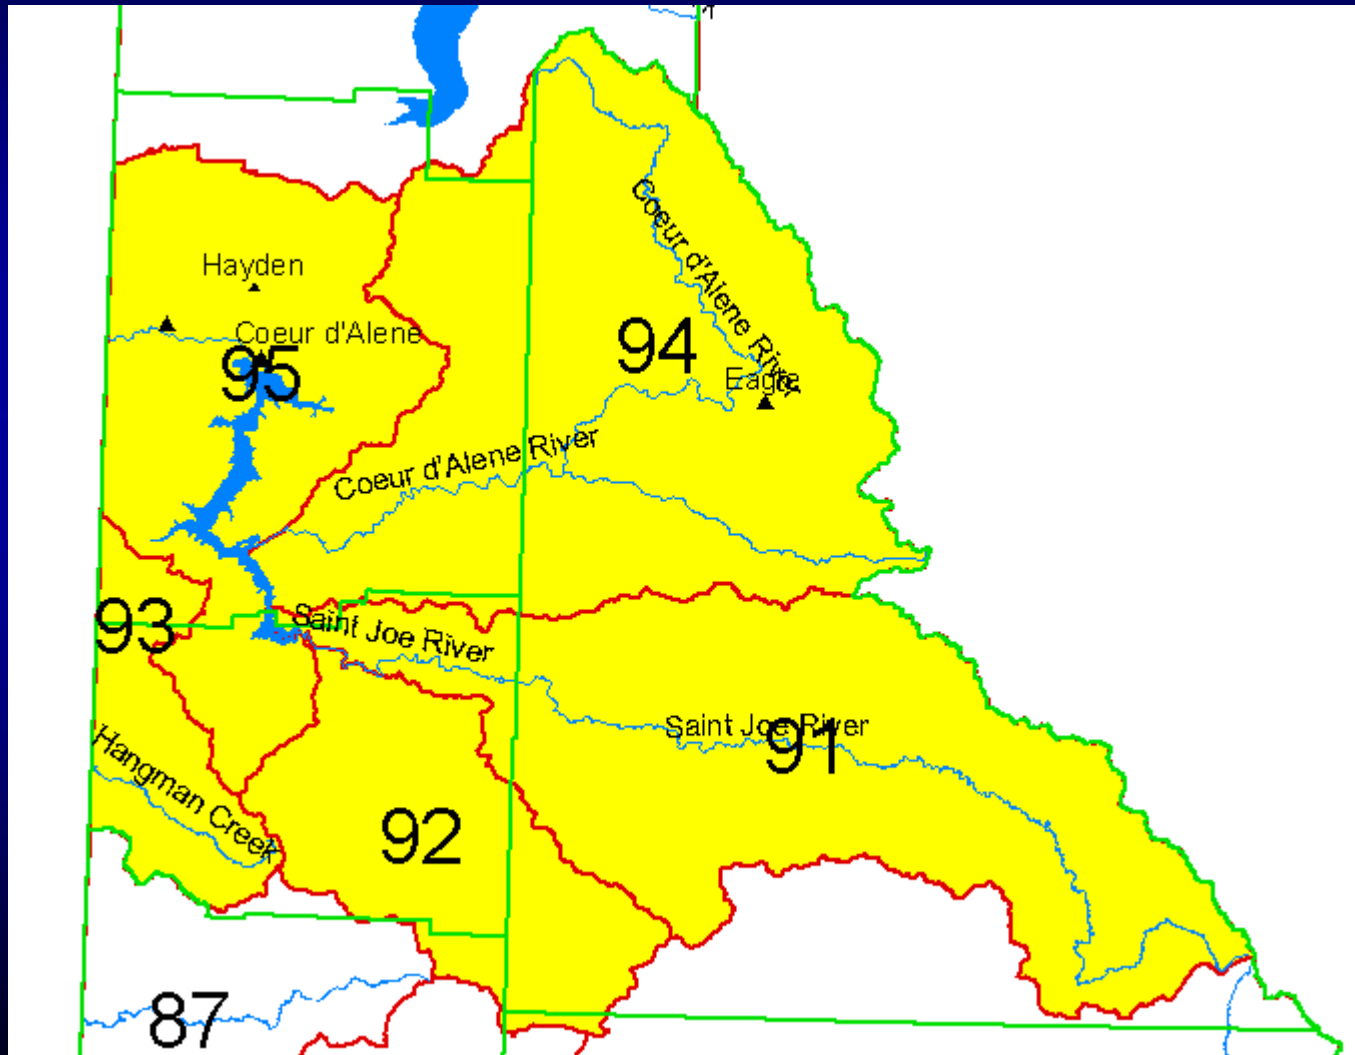 Coeur d'Alene River
Hayden
Coeur d'Alene
95
94
Eagle
Coeur d'Alene River
93
Saint Joe River
Saint Joe River
91
Hangman Creek
92
87